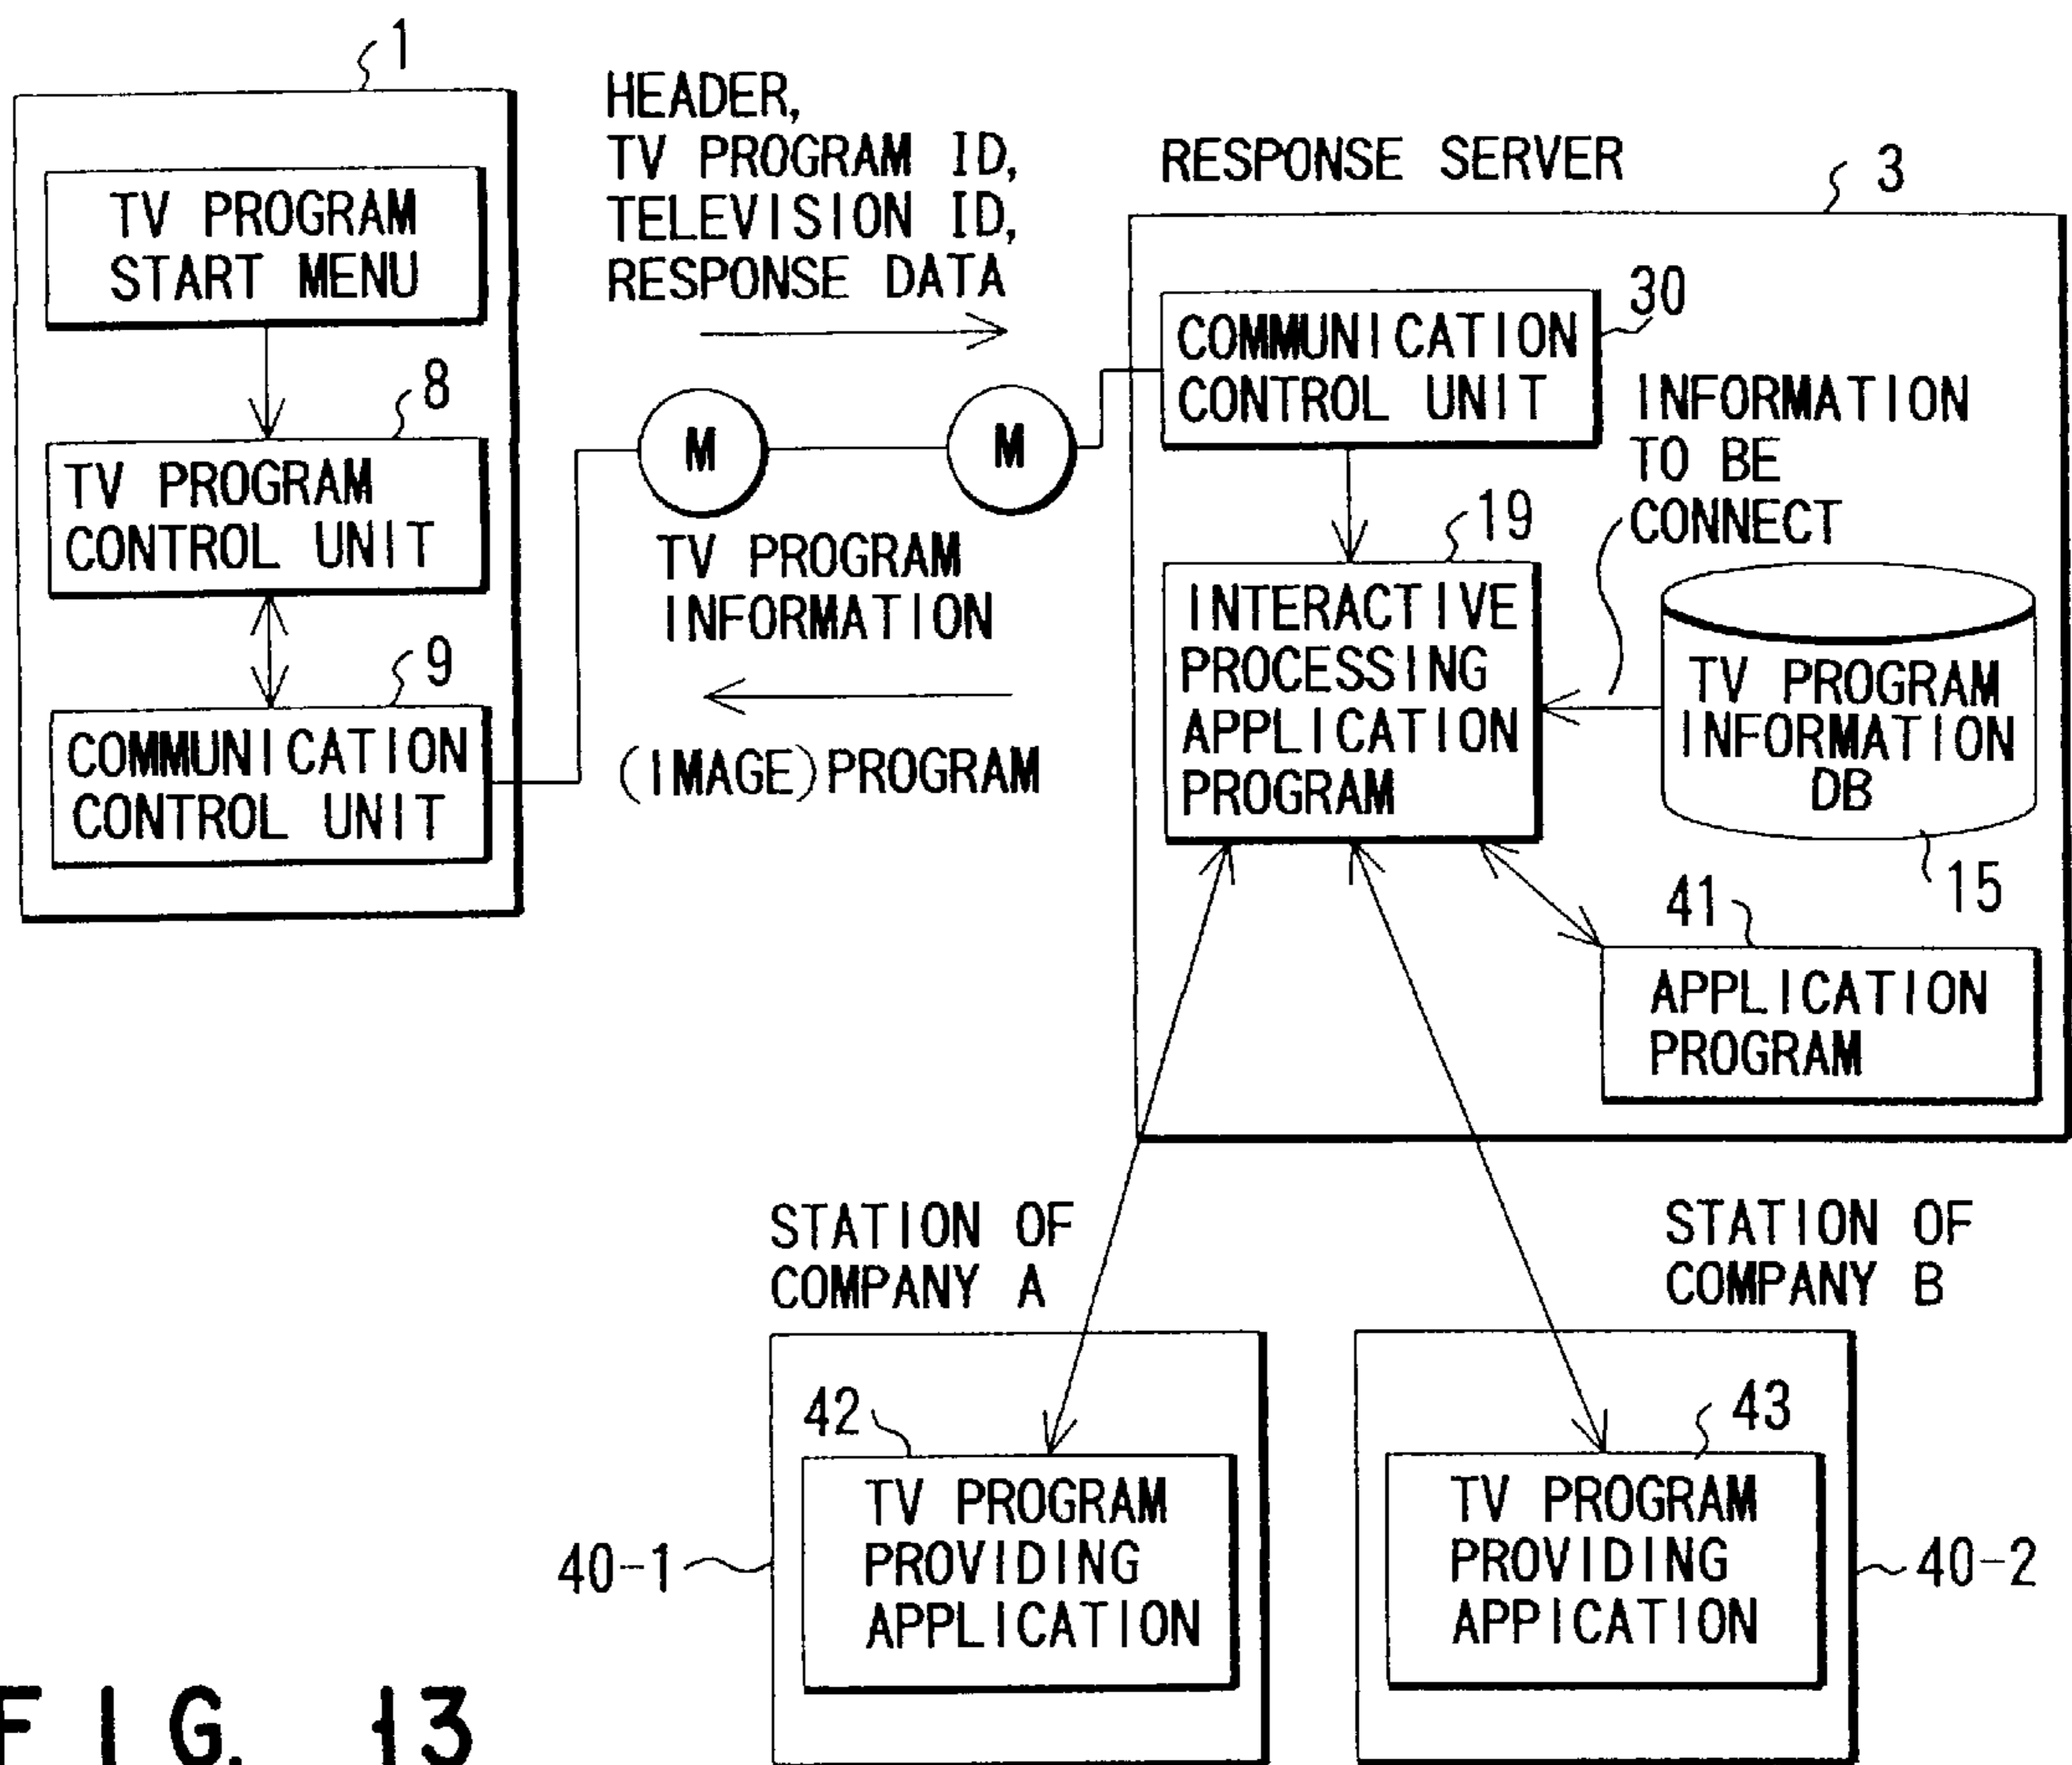 1
TV PROGRAM
START MENU
8
TV PROGRAM
CONTROL UNIT
9
COMMUNICATION
CONTROL UNIT
HEADER,
TV PROGRAM ID,
TELEVISION ID,
RESPONSE DATA
M
M
TV PROGRAM
INFORMATION
(IMAGE) PROGRAM
RESPONSE SERVER
3
COMMUNICATION
CONTROL UNIT
30
INFORMATION
TO BE
CONNECT
19
INTERACTIVE
PROCESSING
APPLICATION
PROGRAM
TV PROGRAM
INFORMATION
DB
15
41
APPLICATION
PROGRAM
STATION OF
COMPANY A
42
TV PROGRAM
PROVIDING
APPLICATION
40-1
STATION OF
COMPANY B
43
TV PROGRAM
PROVIDING
APPICATION
40-2
FIG. 13